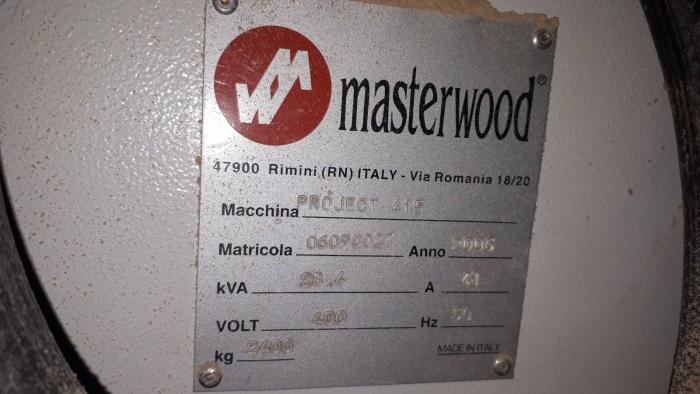 masterwood®
47900 Rimini (RN) ITALY - Via Romania 18/20
Macchina PROJECT 415
Matricola 06090027 Anno 2006
kVA 28.4 A 41
VOLT 400 Hz 50
kg 2400
MADE IN ITALY